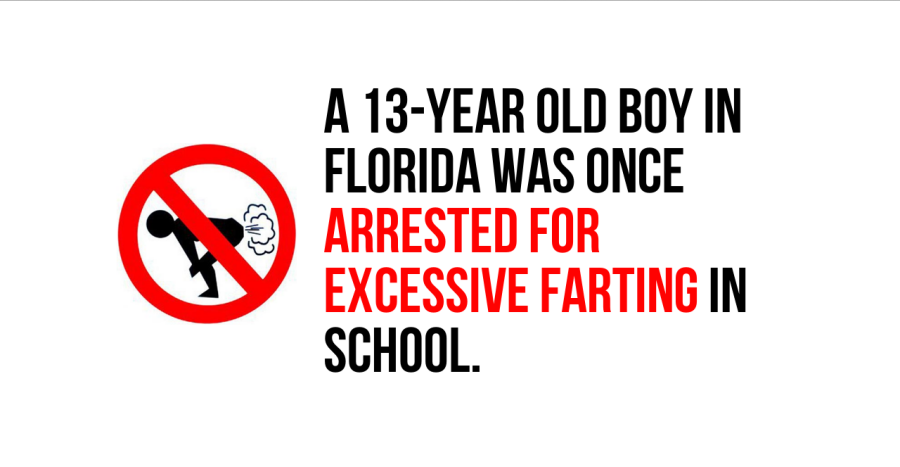 A 13-YEAR OLD BOY IN
FLORIDA WAS ONCE
ARRESTED FOR
EXCESSIVE FARTING IN
SCHOOL.